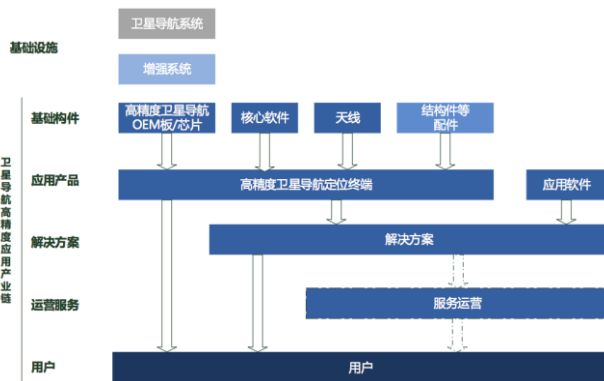 卫星导航系统
基础设施
增强系统
基础构件
高精度卫星导航
OEM板/芯片
核心软件
天线
结构件等
配件
卫星导航高精度应用产业链
应用产品
高精度卫星导航定位终端
应用软件
解决方案
解决方案
运营服务
服务运营
用户
用户